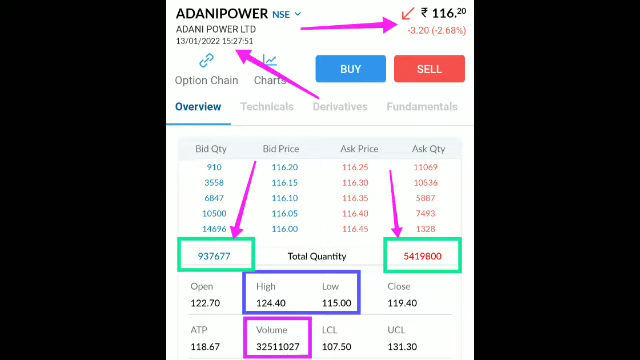 ADANIPOWER NSE
₹ 116.20
ADANI POWER LTD
-3.20 (-2.68%)
13/01/2022 15:27:51
Option Chain
Charts
BUY
SELL
Overview Technicals Derivatives Fundamentals
Bid Qty Bid Price Ask Price Ask Qty
910 116.20 116.25 11069
3558 116.15 116.30 10536
6847 116.10 116.35 5887
10500 116.05 116.40 7493
14696 116.00 116.45 1328
937677 Total Quantity 5419800
Open High Low Close
122.70 124.40 115.00 119.40
ATP Volume LCL UCL
118.67 32511027 107.50 131.30